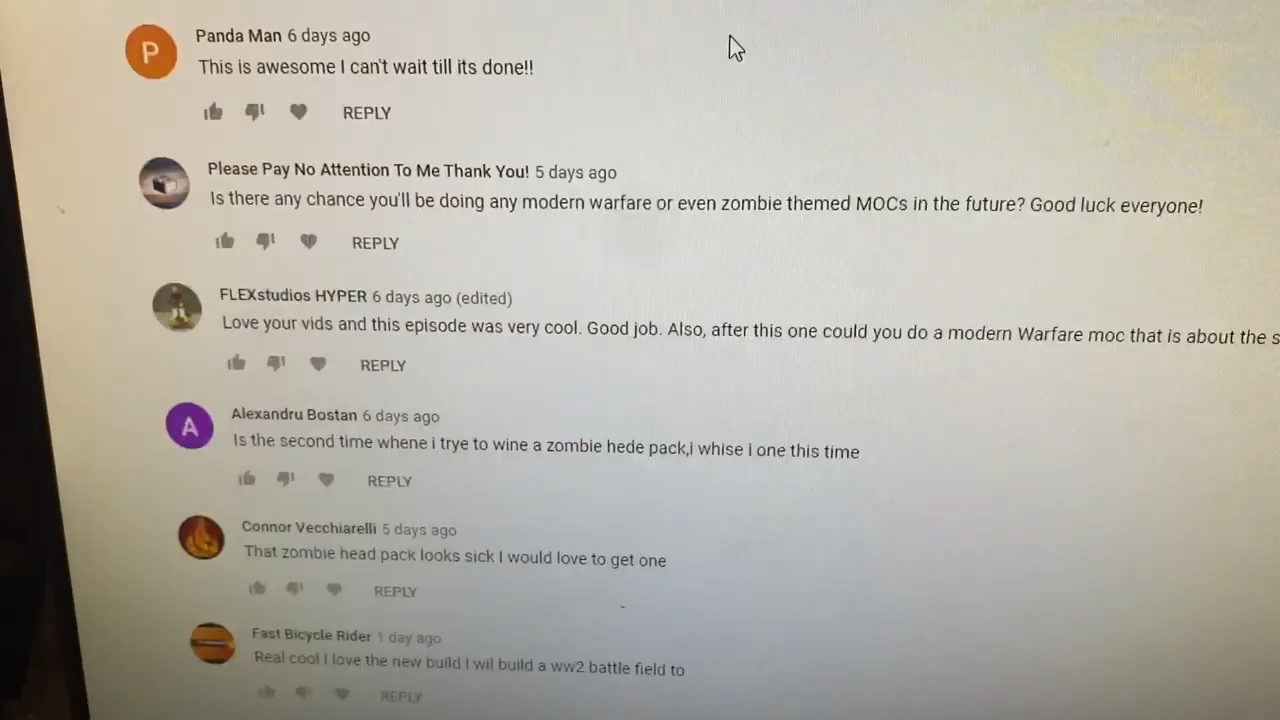 P
Panda Man 6 days ago
This is awesome I can't wait till its done!!
REPLY
Please Pay No Attention To Me Thank You! 5 days ago
Is there any chance you'll be doing any modern warfare or even zombie themed MOCs in the future? Good luck everyone!
REPLY
FLEXstudios HYPER 6 days ago (edited)
Love your vids and this episode was very cool. Good job. Also, after this one could you do a modern Warfare moc that is about the s
REPLY
A
Alexandru Bostan 6 days ago
Is the second time whene i trye to wine a zombie hede pack,i whise i one this time
REPLY
Connor Vecchiarelli 5 days ago
That zombie head pack looks sick I would love to get one
REPLY
Fast Bicycle Rider 1 day ago
Real cool I love the new build I wil build a ww2 battle field to
REPLY